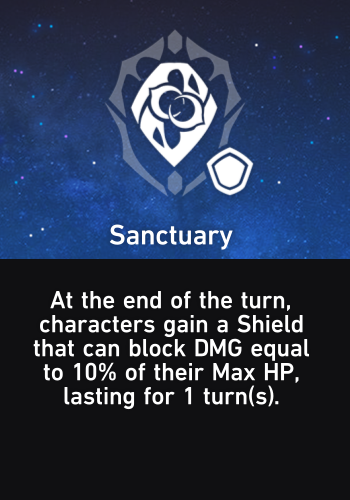 Sanctuary
At the end of the turn,
characters gain a Shield
that can block DMG equal
to 10% of their Max HP,
lasting for 1 turn(s).